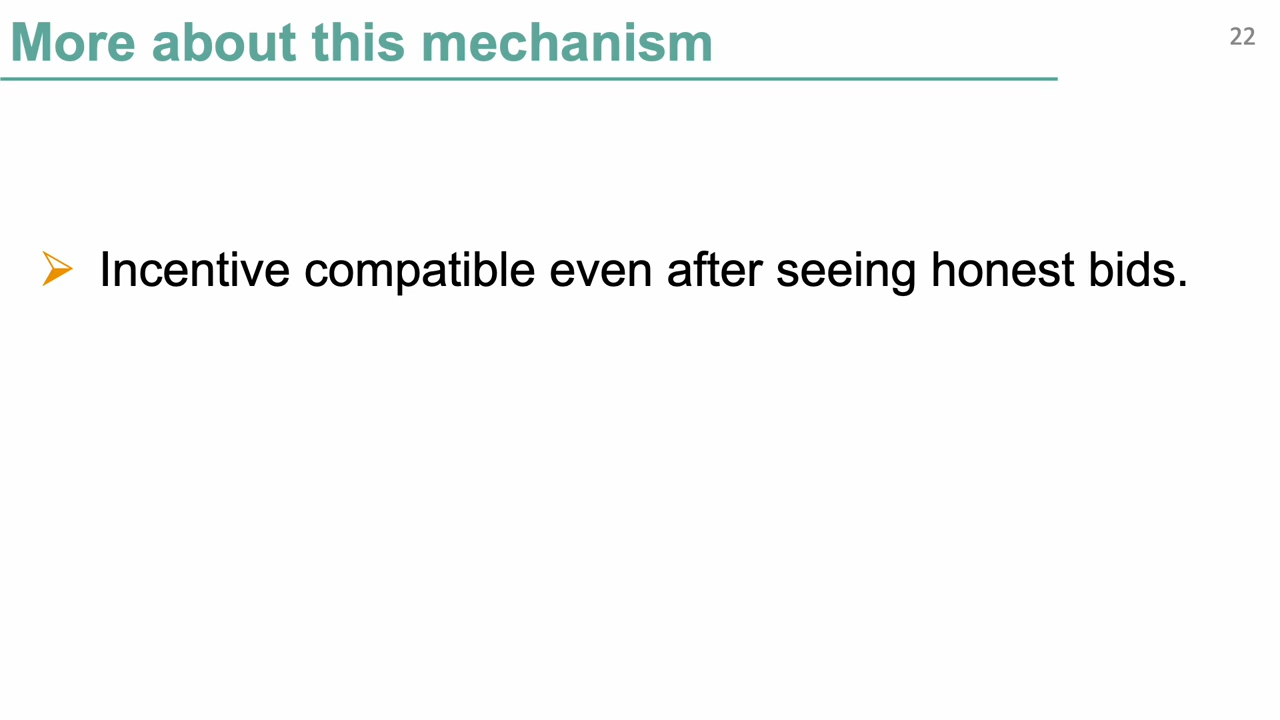 More about this mechanism
22
Incentive compatible even after seeing honest bids.